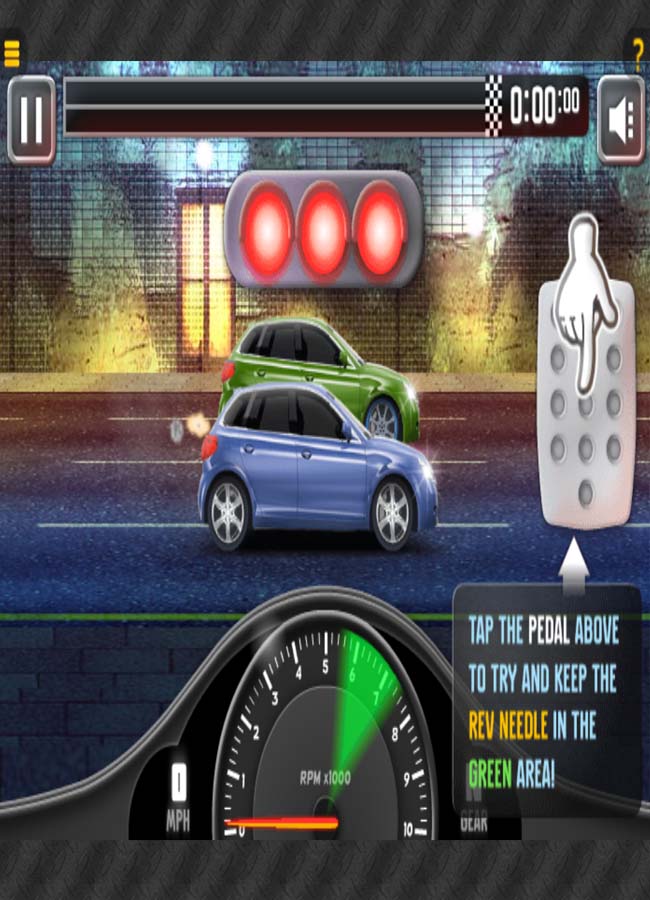 ?
0:00:00
TAP THE PEDAL ABOVE
TO TRY AND KEEP THE
REV NEEDLE IN THE
GREEN AREA!
0
1
2
3
4
5
6
7
8
9
10
RPM x1000
MPH
GEAR